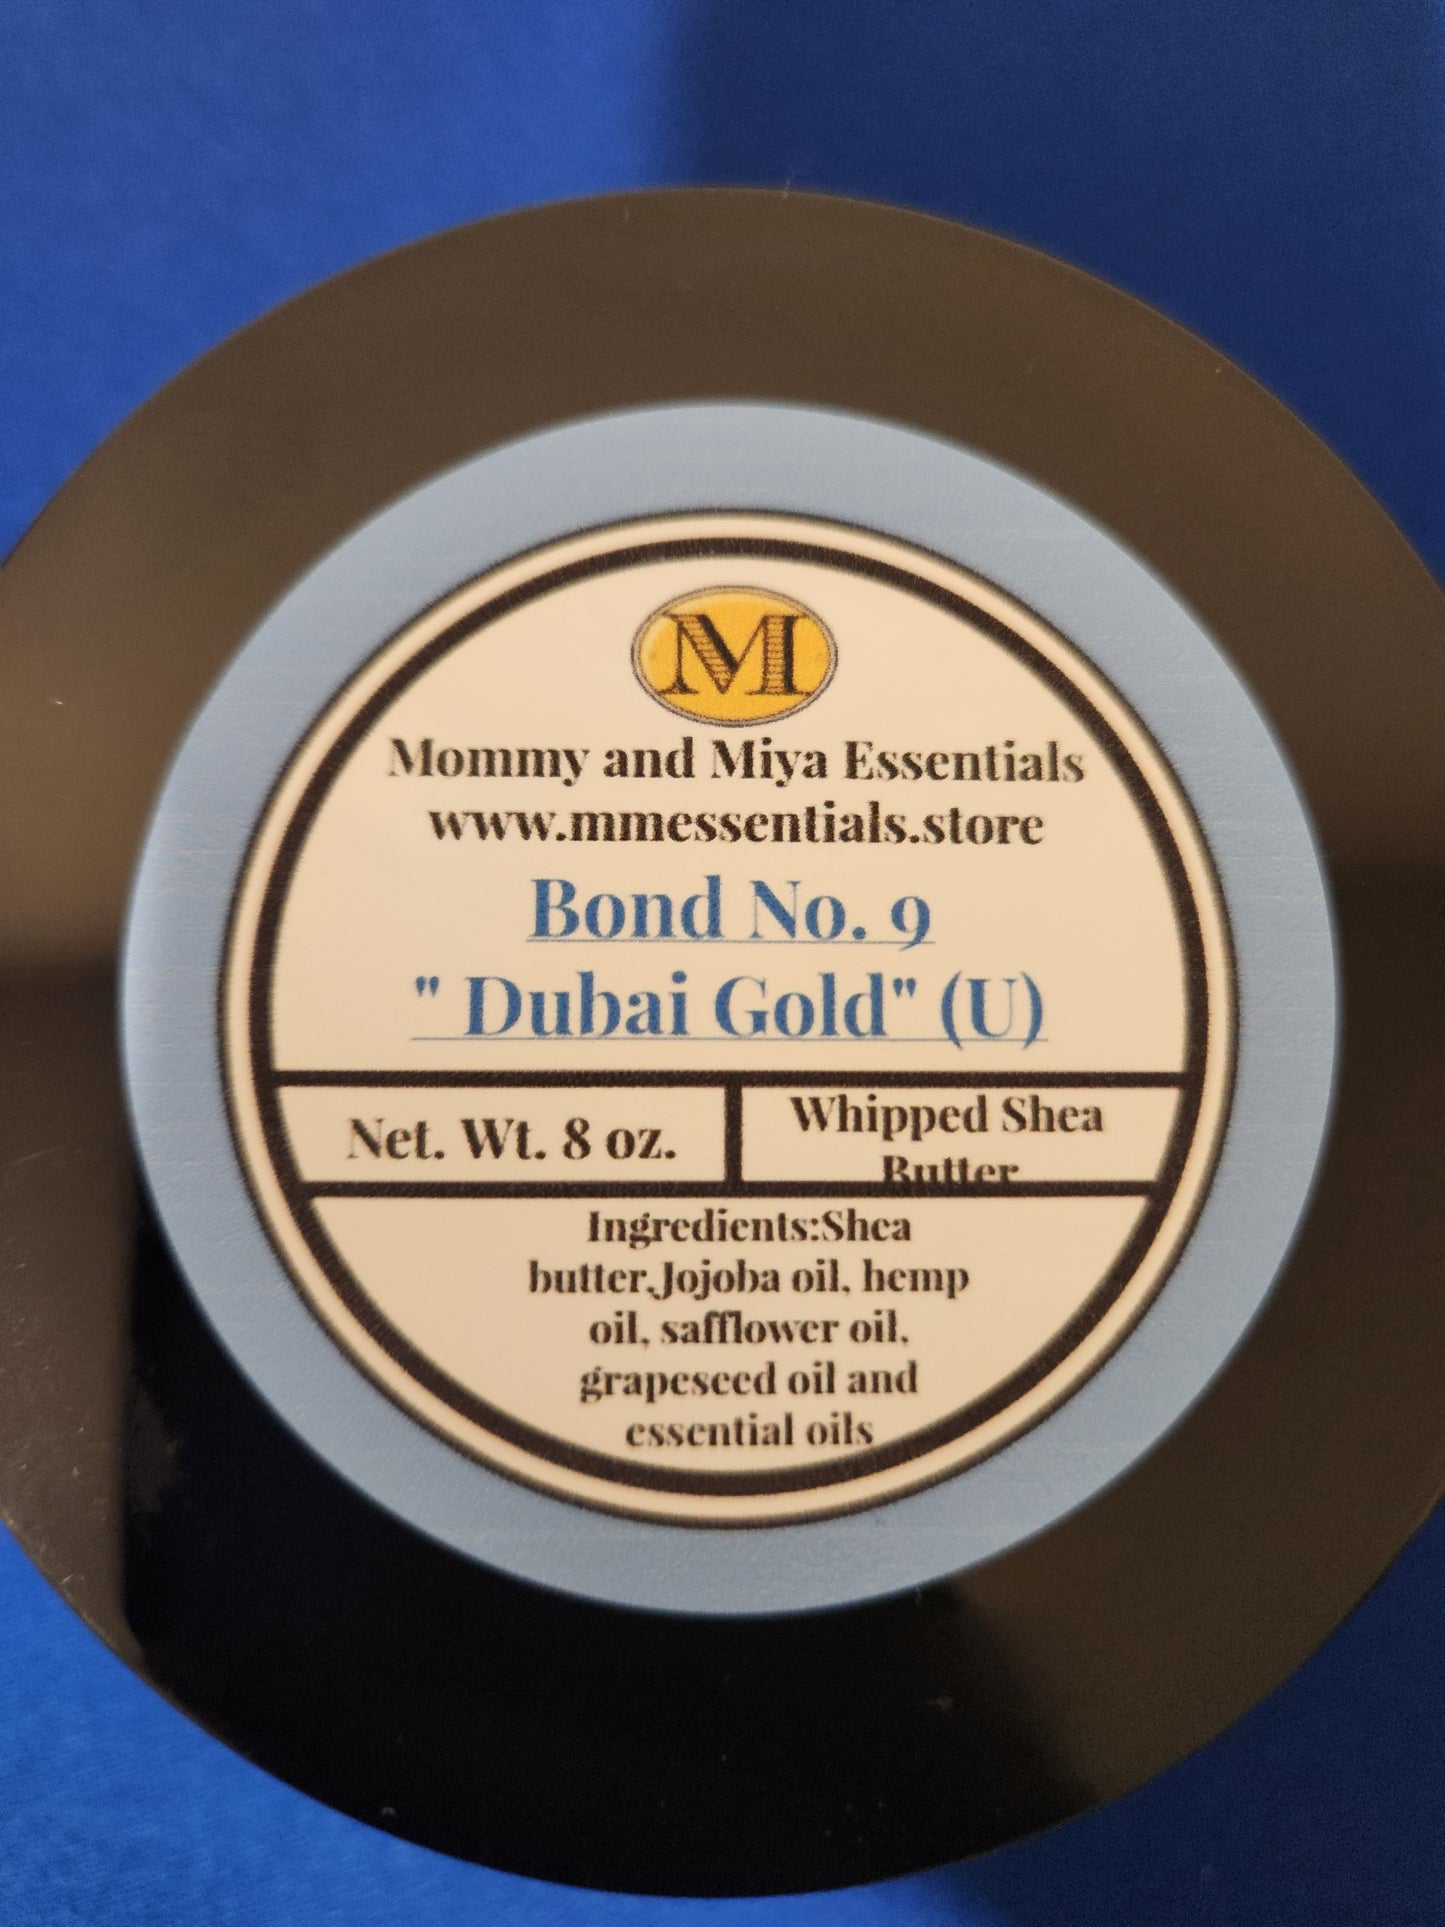 M
Mommy and Miya Essentials
www.mmessentials.store
Bond No. 9
" Dubai Gold" (U)
Net. Wt. 8 oz.
Whipped Shea
Butter
Ingredients:Shea
butter,Jojoba oil, hemp
oil, safflower oil,
grapeseed oil and
essential oils